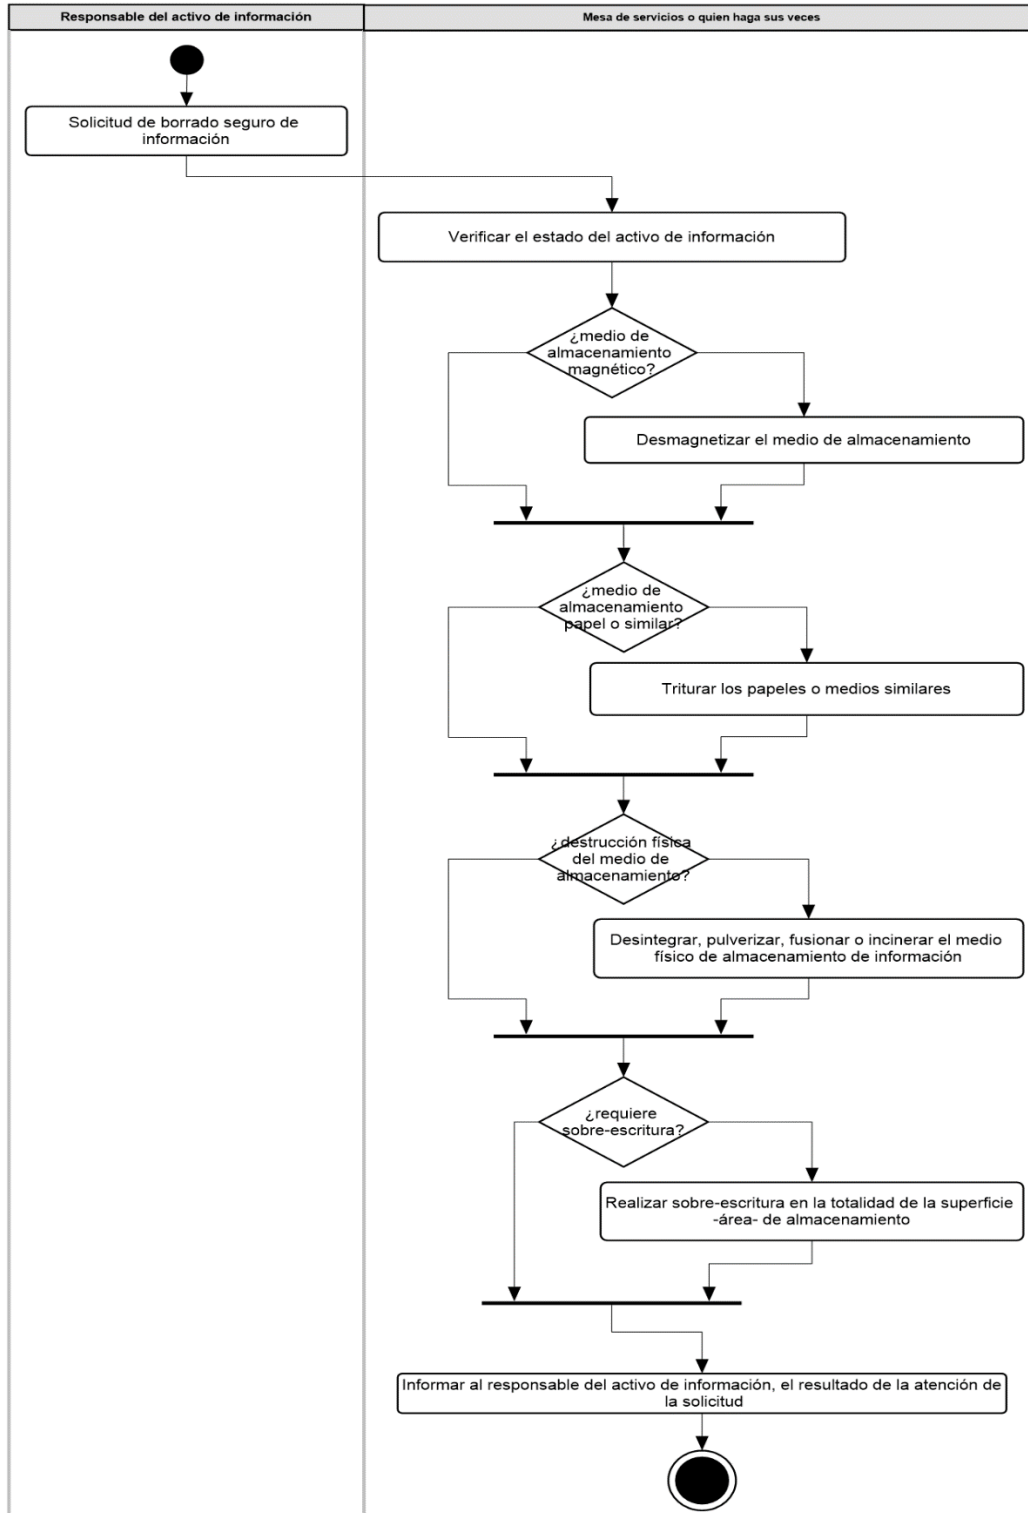 Responsable del activo de información
Mesa de servicios o quien haga sus veces
Solicitud de borrado seguro de
información
Verificar el estado del activo de información
¿medio de
almacenamiento
magnético?
Desmagnetizar el medio de almacenamiento
¿medio de
almacenamiento
papel o similar?
Triturar los papeles o medios similares
¿destrucción física
del medio de
almacenamiento?
Desintegrar, pulverizar, fusionar o incinerar el medio
físico de almacenamiento de información
¿requiere
sobre-escritura?
Realizar sobre-escritura en la totalidad de la superficie
-área- de almacenamiento
Informar al responsable del activo de información, el resultado de la atención de
la solicitud